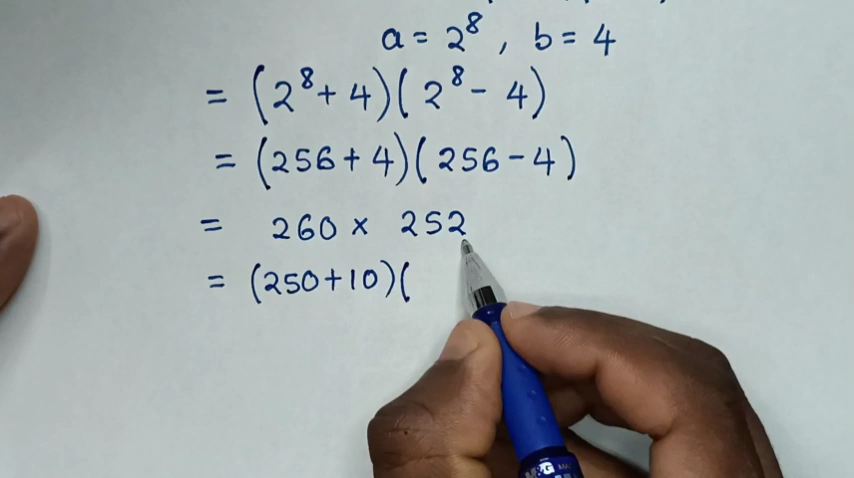 a = 2⁸ , b = 4
= (2⁸ + 4)(2⁸ - 4)
= (256 + 4)(256 - 4)
= 260 × 252
= (250 + 10)(